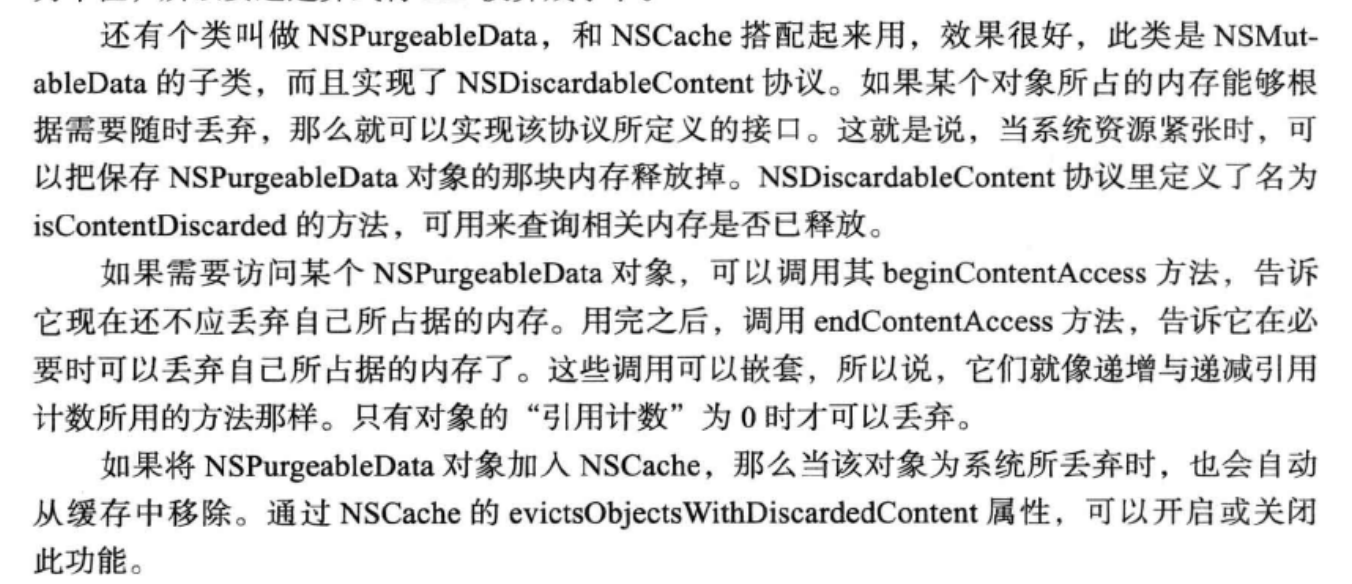 还有个类叫做 NSPurgeableData，和 NSCache 搭配起来用，效果很好，此类是 NSMut-
ableData 的子类，而且实现了 NSDiscardableContent 协议。如果某个对象所占的内存能够根
据需要随时丢弃，那么就可以实现该协议所定义的接口。这就是说，当系统资源紧张时，可
以把保存 NSPurgeableData 对象的那块内存释放掉。NSDiscardableContent 协议里定义了名为
isContentDiscarded 的方法，可用来查询相关内存是否已释放。
如果需要访问某个 NSPurgeableData 对象，可以调用其 beginContentAccess 方法，告诉
它现在还不应丢弃自己所占据的内存。用完之后，调用 endContentAccess 方法，告诉它在必
要时可以丢弃自己所占据的内存了。这些调用可以嵌套，所以说，它们就像递增与递减引用
计数所用的方法那样。只有对象的“引用计数”为 0 时才可以丢弃。
如果将 NSPurgeableData 对象加入 NSCache，那么当该对象为系统所丢弃时，也会自动
从缓存中移除。通过 NSCache 的 evictsObjectsWithDiscardedContent 属性，可以开启或关闭
此功能。